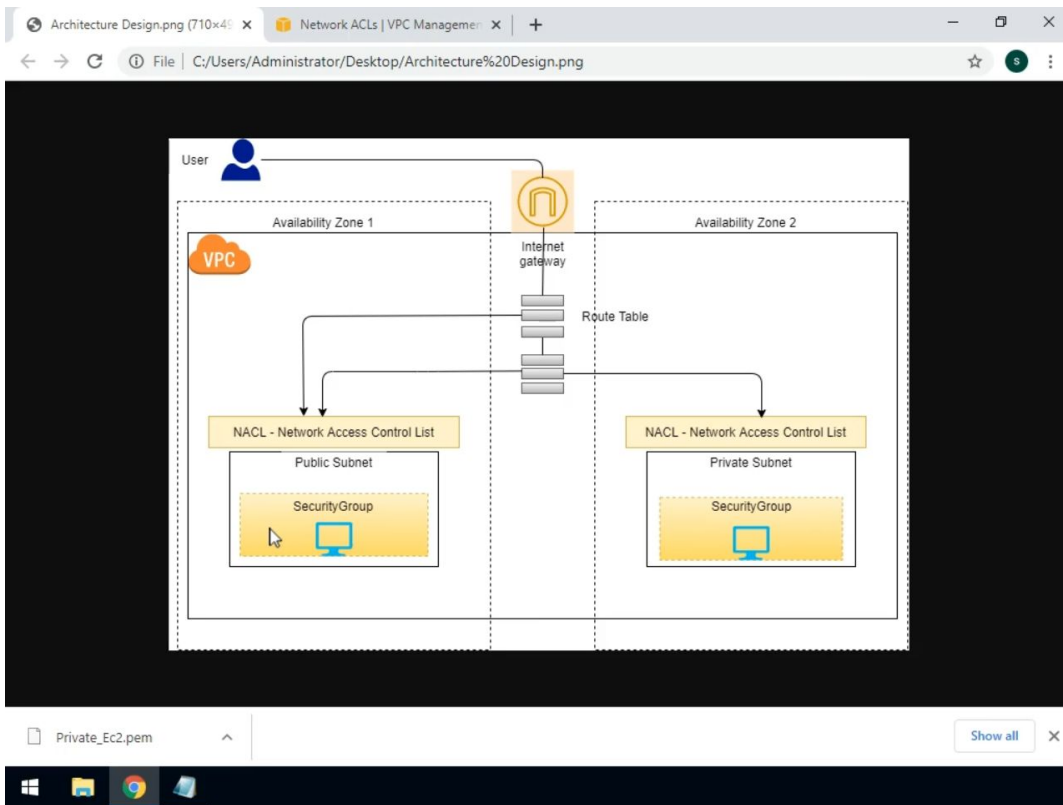 Architecture Design.png (710×49
Network ACLs | VPC Managemen
File | C:/Users/Administrator/Desktop/Architecture%20Design.png
S
User
Availability Zone 1
Availability Zone 2
VPC
Internet
gateway
Route Table
NACL - Network Access Control List
NACL - Network Access Control List
Public Subnet
Private Subnet
SecurityGroup
SecurityGroup
Private_Ec2.pem
Show all